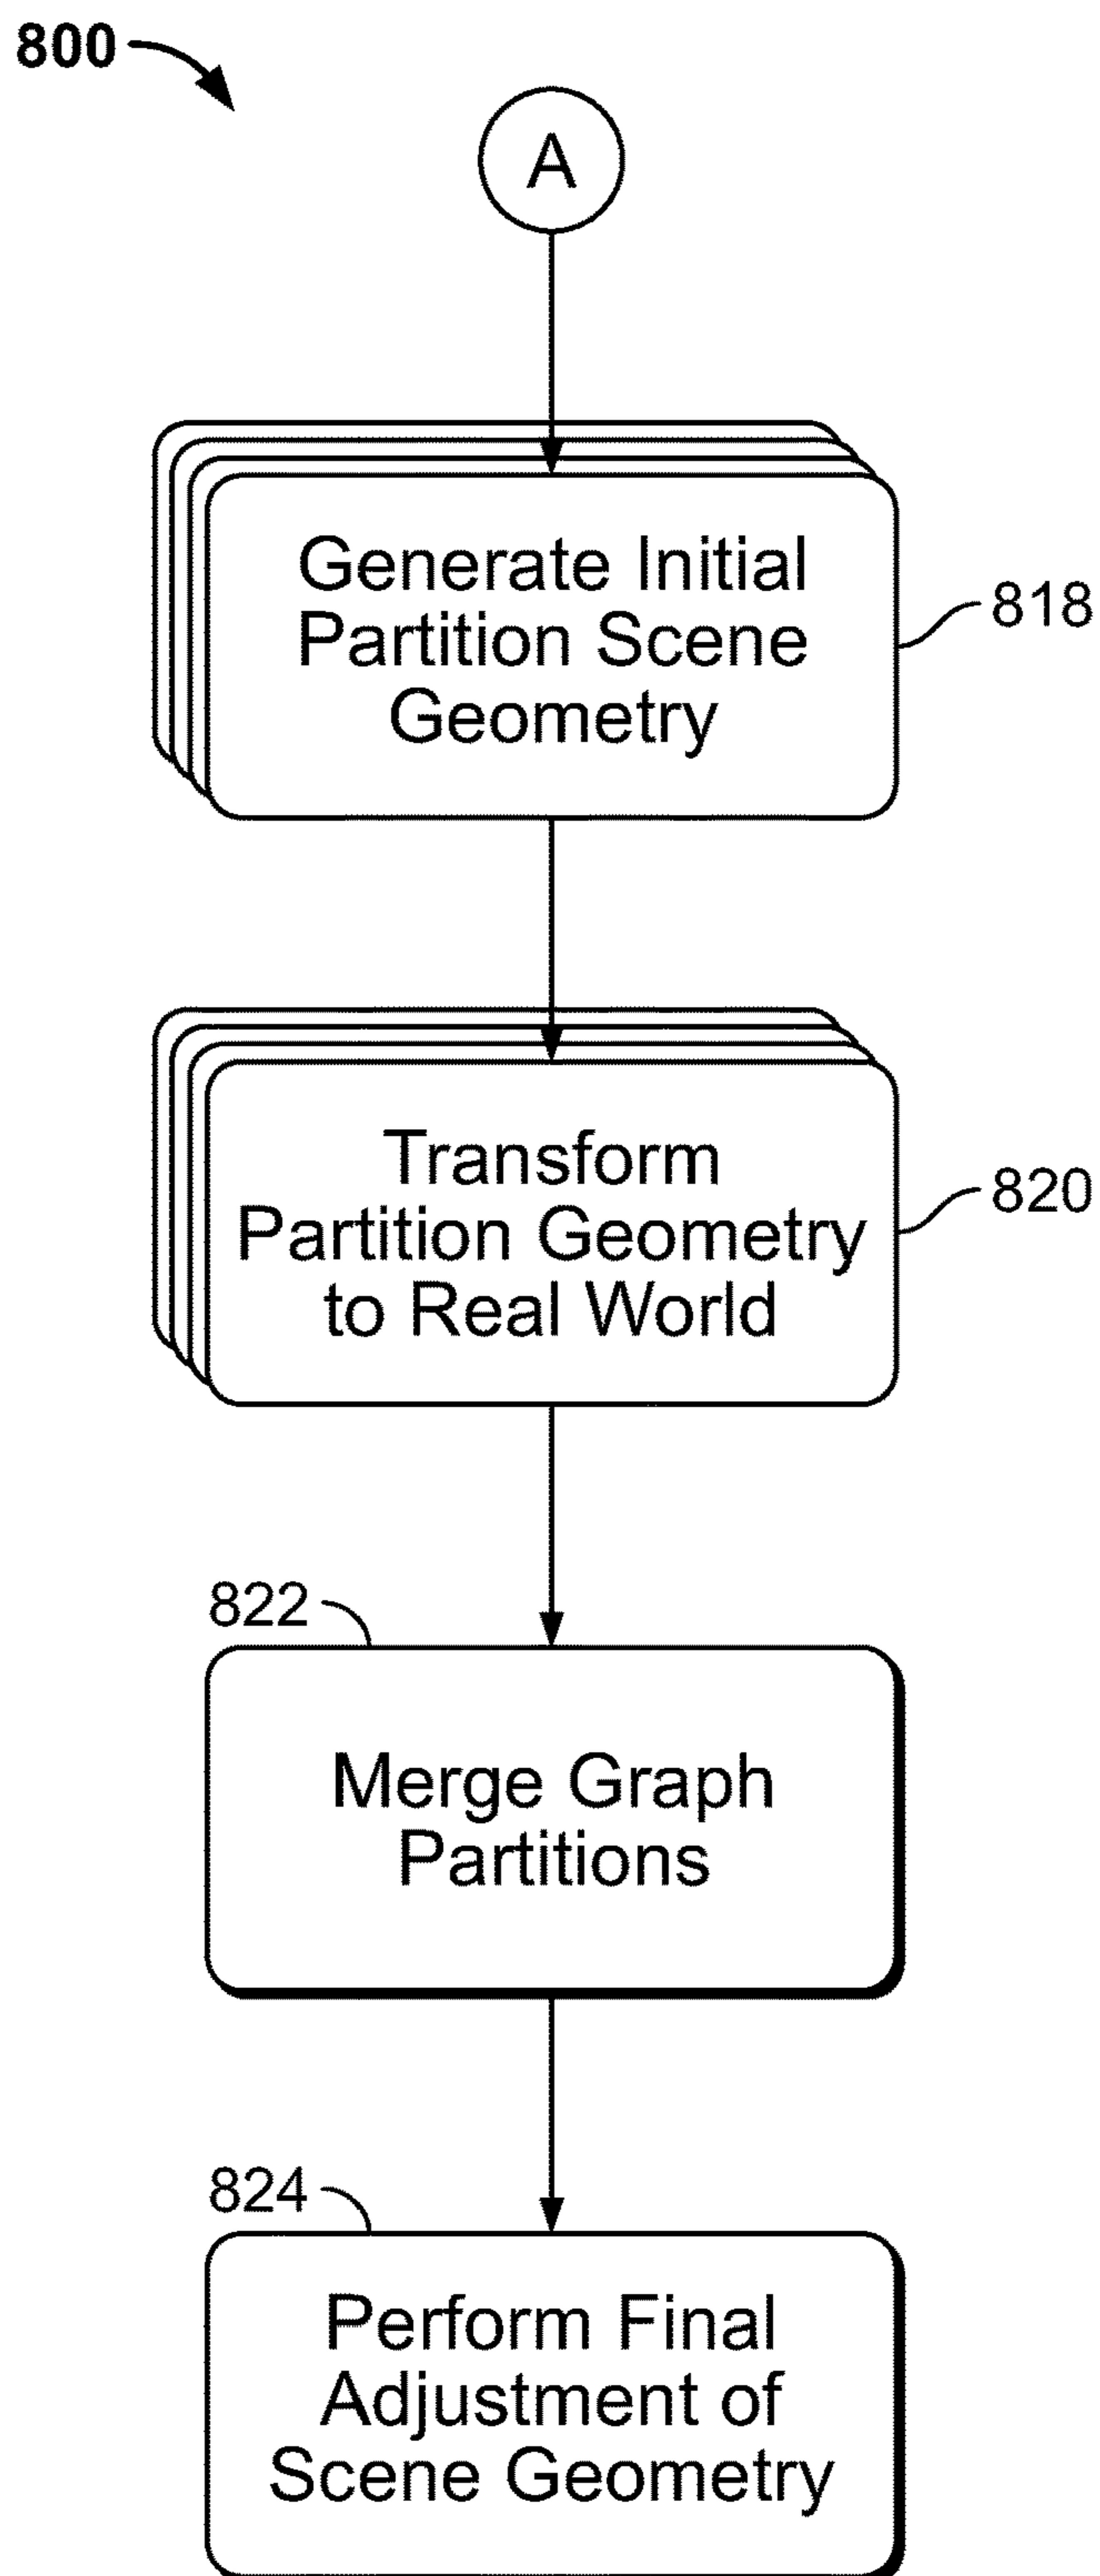 800
A
Generate Initial
Partition Scene
Geometry
818
Transform
Partition Geometry
to Real World
820
822
Merge Graph
Partitions
824
Perform Final
Adjustment of
Scene Geometry